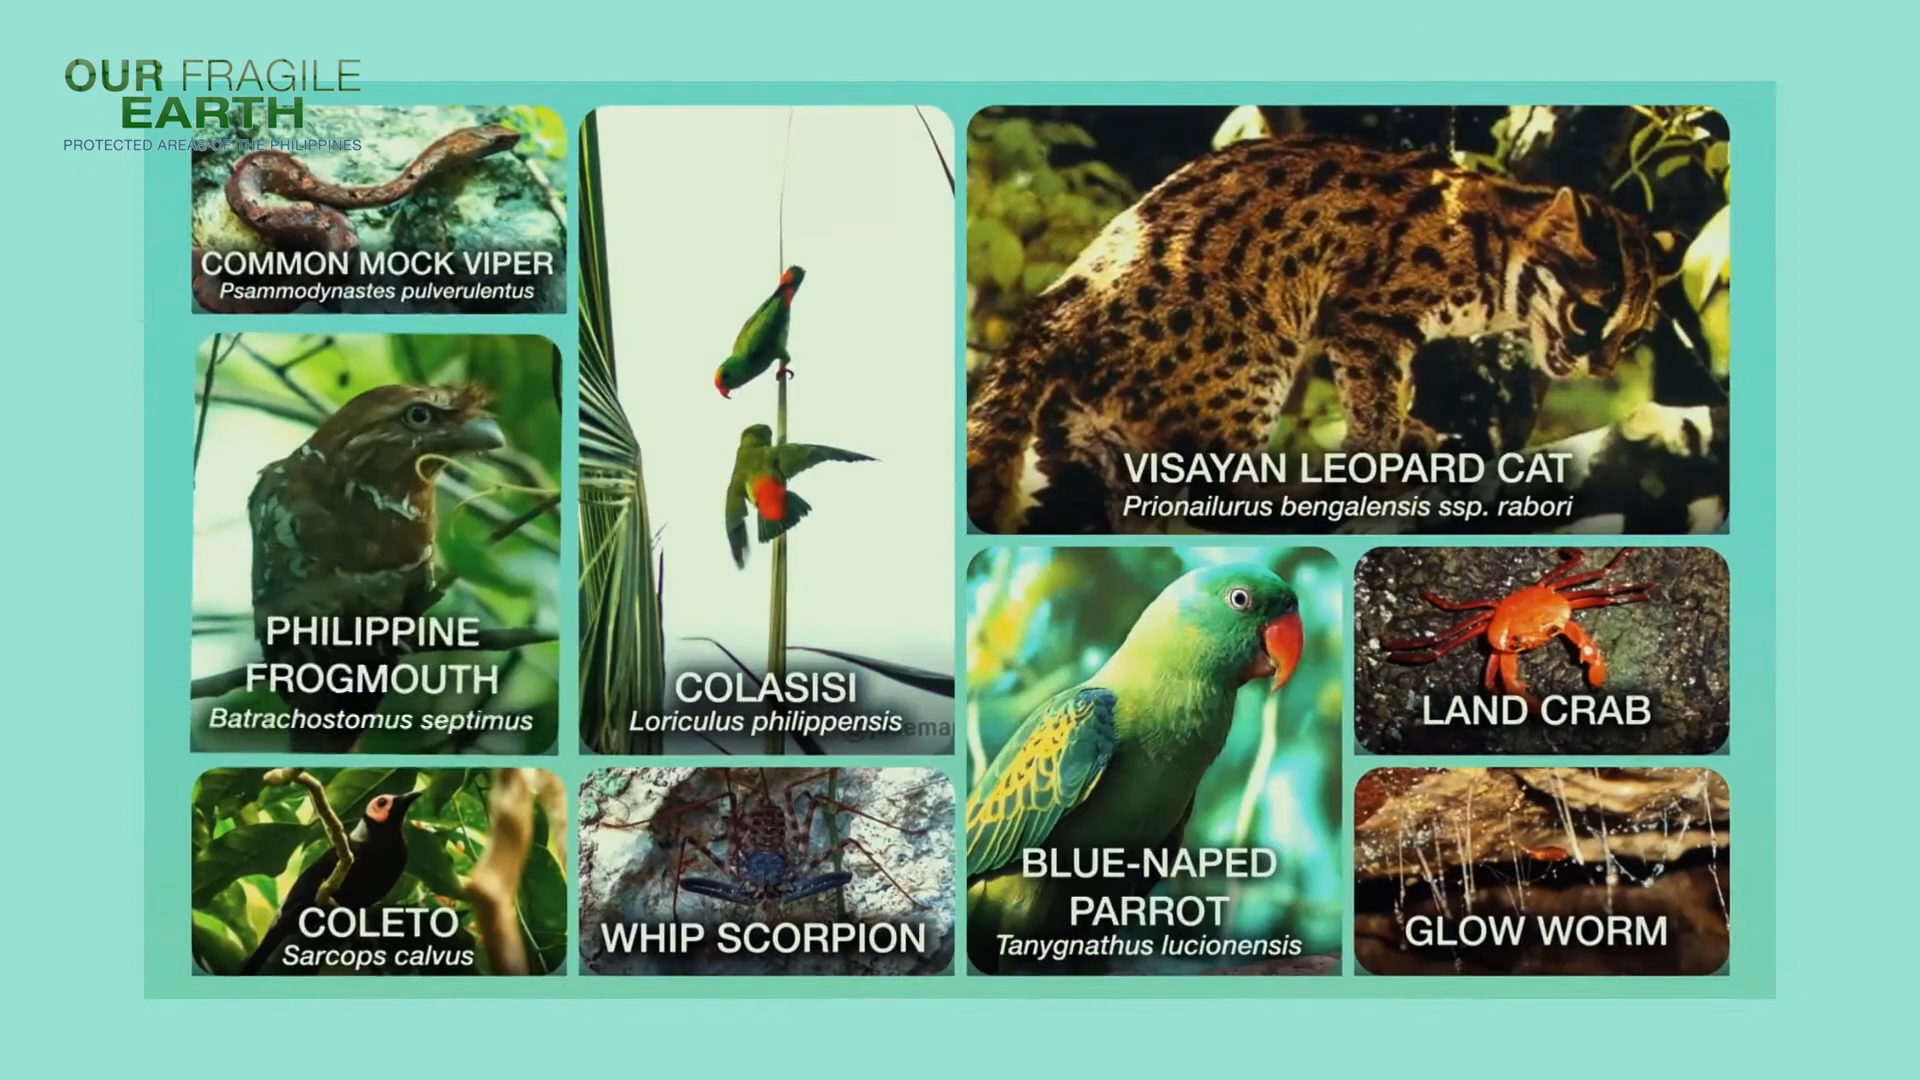 OUR FRAGILE
EARTH
PROTECTED AREAS OF THE PHILIPPINES
COMMON MOCK VIPER
Psammodynastes pulverulentus
PHILIPPINE
FROGMOUTH
Batrachostomus septimus
COLETO
Sarcops calvus
COLASISI
Loriculus philippensis
WHIP SCORPION
VISAYAN LEOPARD CAT
Prionailurus bengalensis ssp. rabori
BLUE-NAPED
PARROT
Tanygnathus lucionensis
LAND CRAB
GLOW WORM